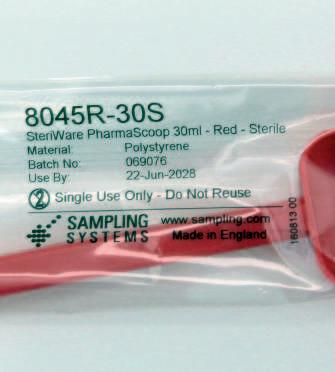 8045R-30S
SteriWare PharmaScoop 30ml - Red - Sterile
Material: Polystyrene
Batch No: 069076
Use By: 22-Jun-2028
2 Single Use Only - Do Not Reuse
SAMPLING SYSTEMS
www.sampling.com
Made in England
160813 00